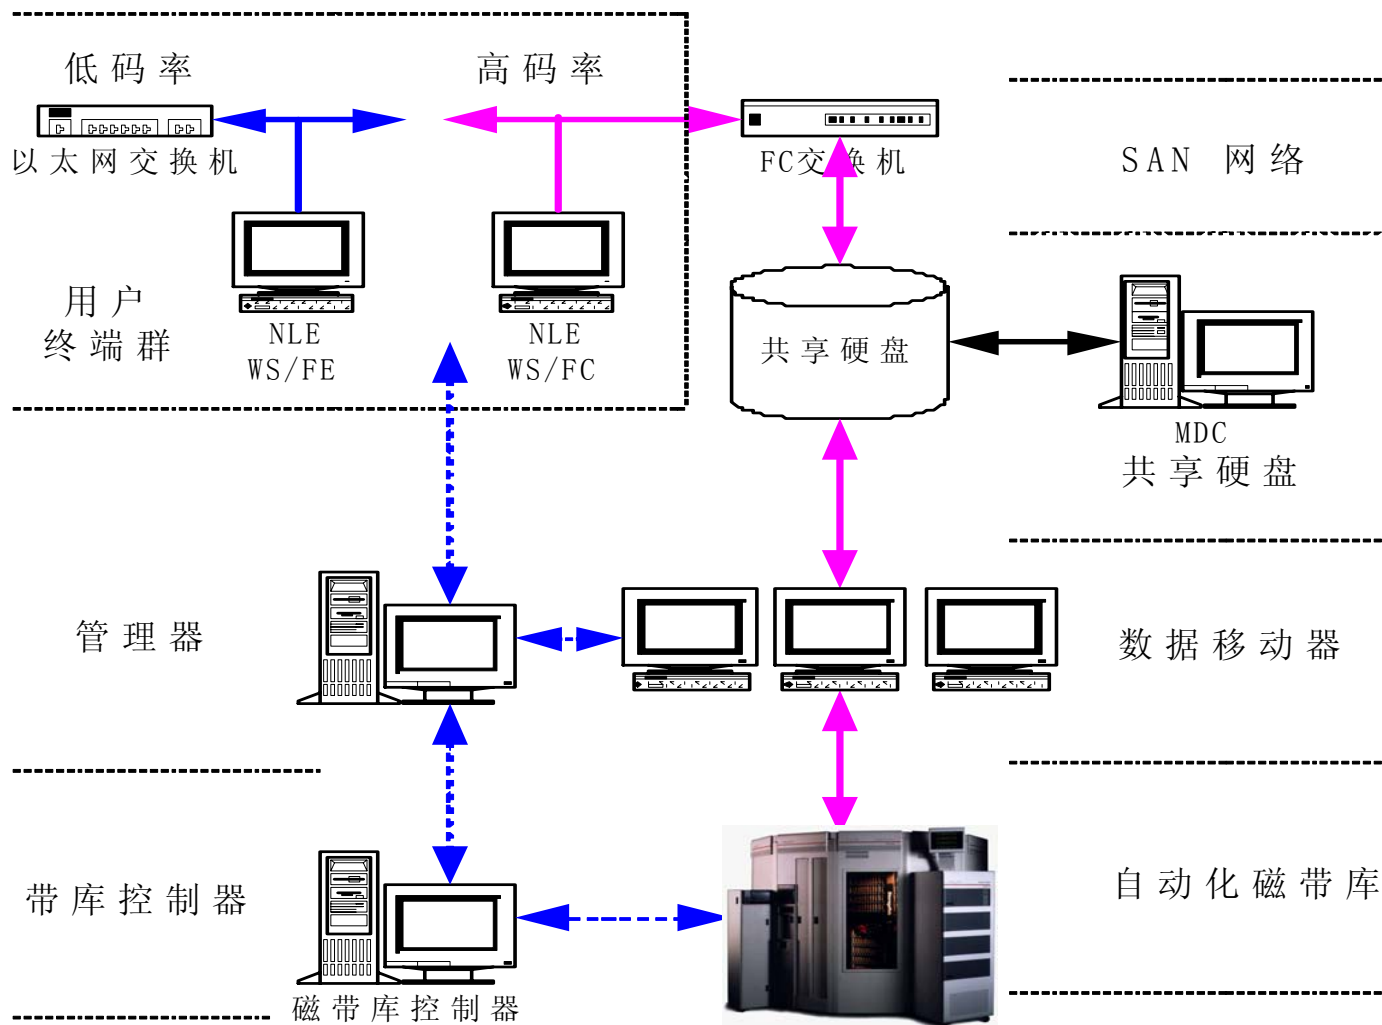 低码率
高码率
以太网交换机
FC交换机
SAN 网络
用户
终端群
NLE
WS/FE
NLE
WS/FC
共享硬盘
MDC
共享硬盘
管理器
数据移动器
带库控制器
自动化磁带库
磁带库控制器